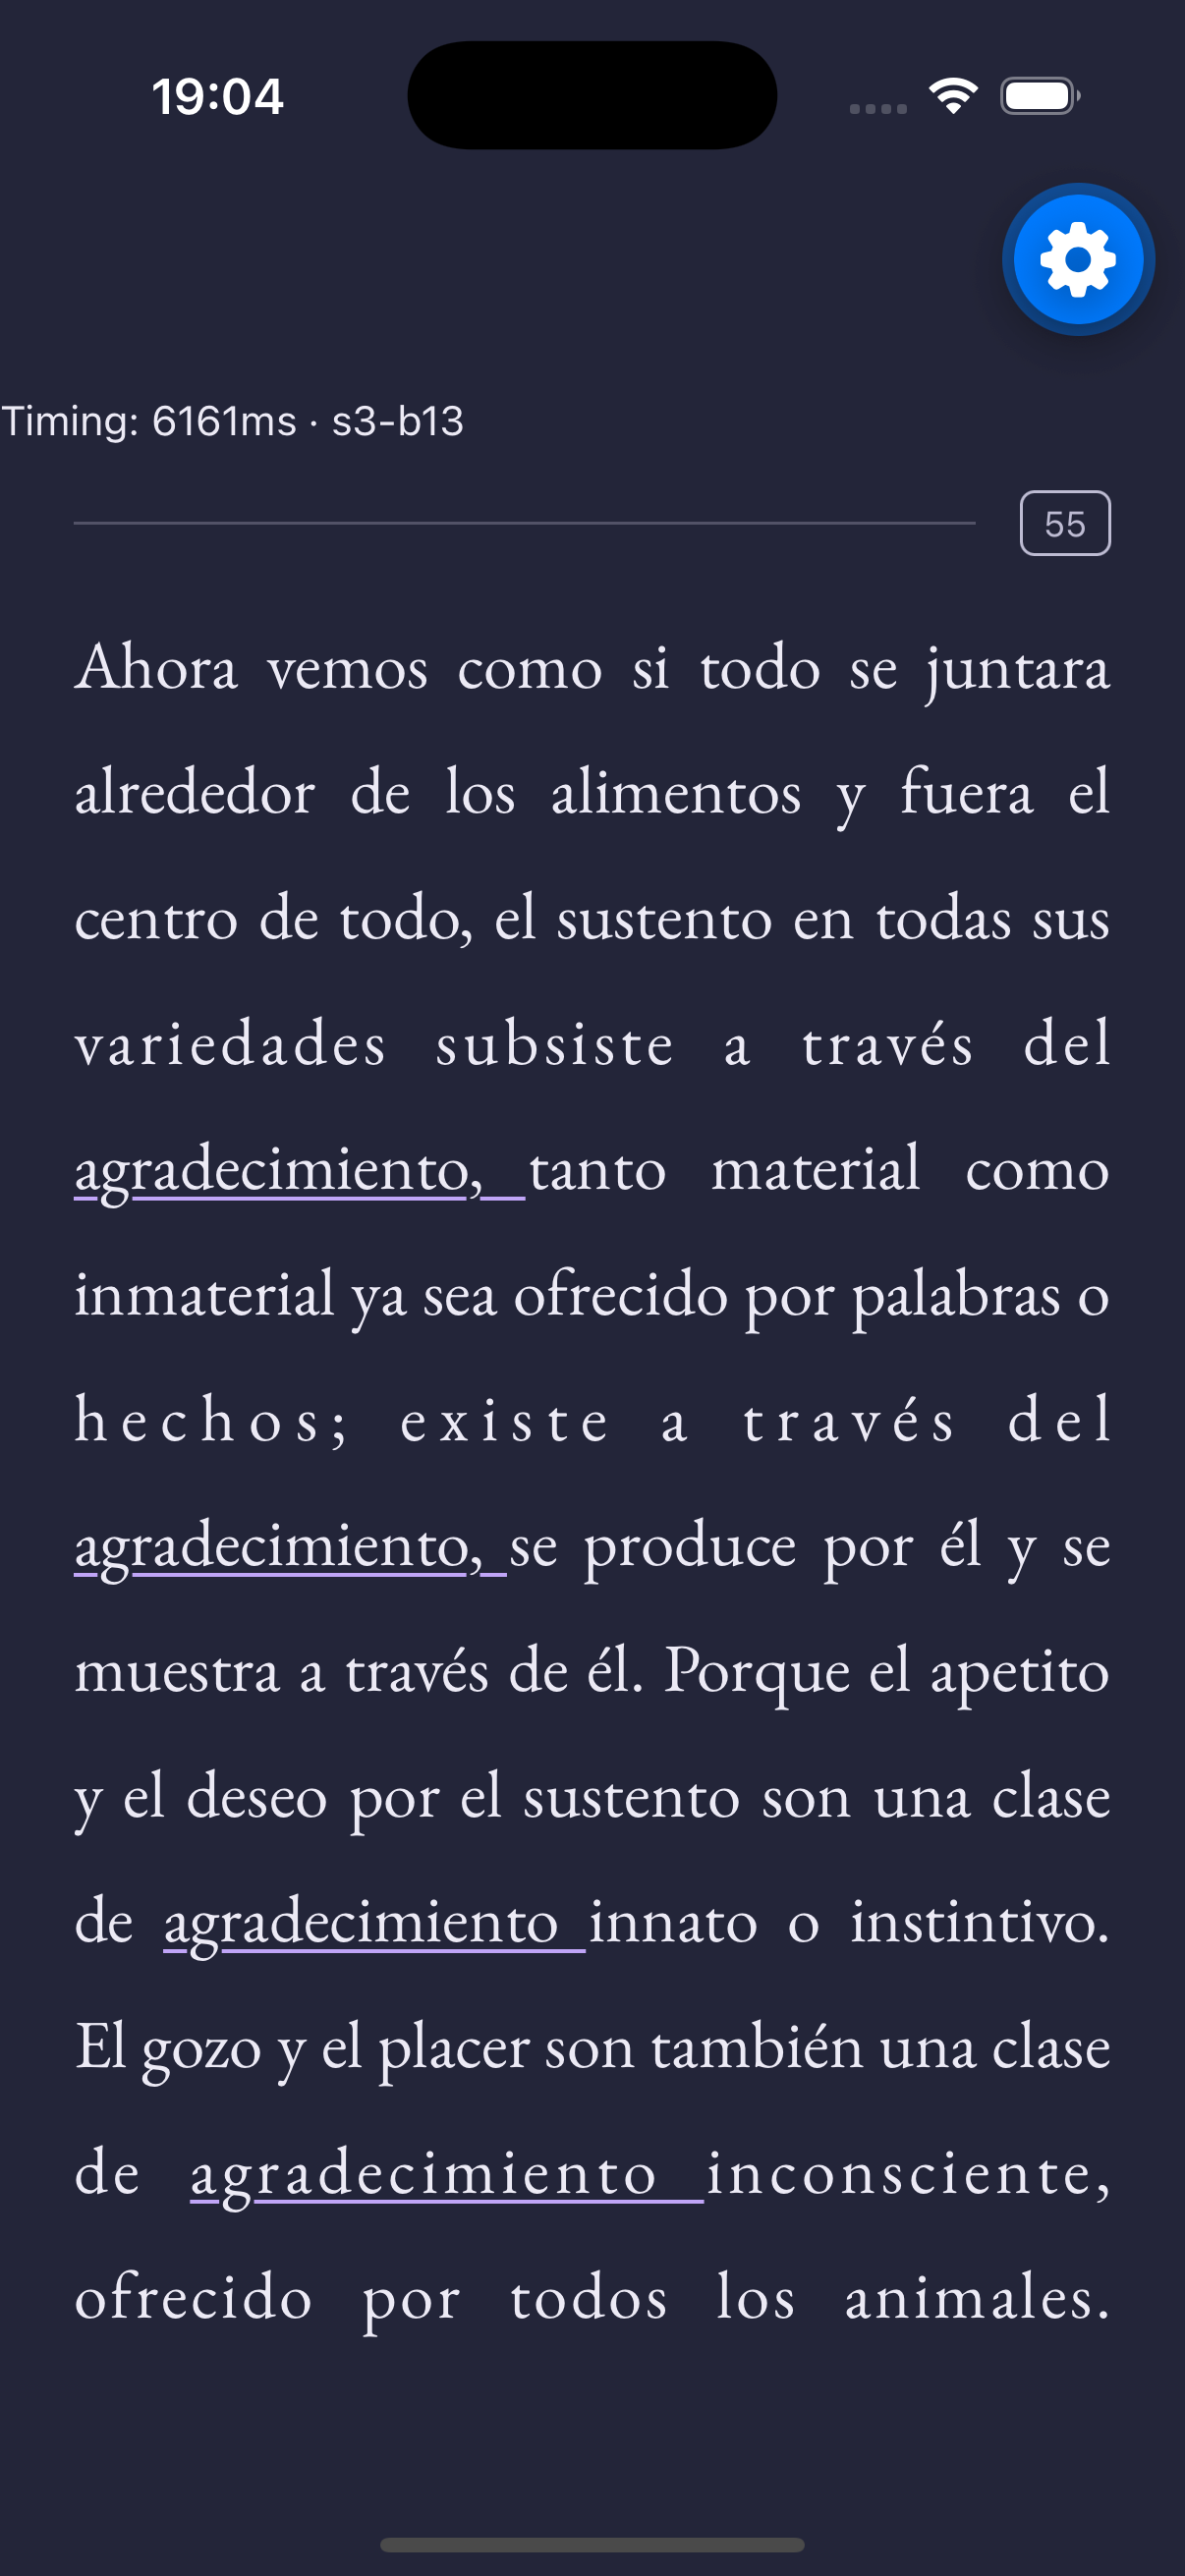 19:04
Timing: 6161ms · s3-b13
55
Ahora vemos como si todo se juntara
alrededor de los alimentos y fuera el
centro de todo, el sustento en todas sus
variedades subsiste a través del
agradecimiento, tanto material como
inmaterial ya sea ofrecido por palabras o
hechos; existe a través del
agradecimiento, se produce por él y se
muestra a través de él. Porque el apetito
y el deseo por el sustento son una clase
de agradecimiento innato o instintivo.
El gozo y el placer son también una clase
de agradecimiento inconsciente,
ofrecido por todos los animales.